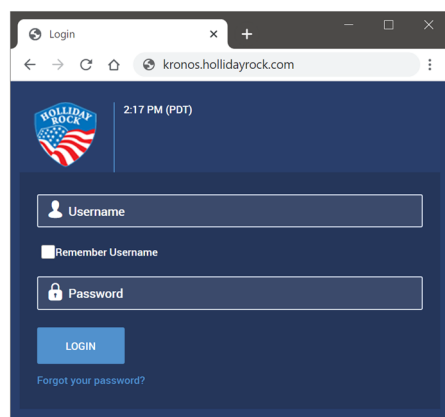 Login
kronos.hollidayrock.com
HOLLIDAY
ROCK
2:17 PM (PDT)
Username
Remember Username
Password
LOGIN
Forgot your password?